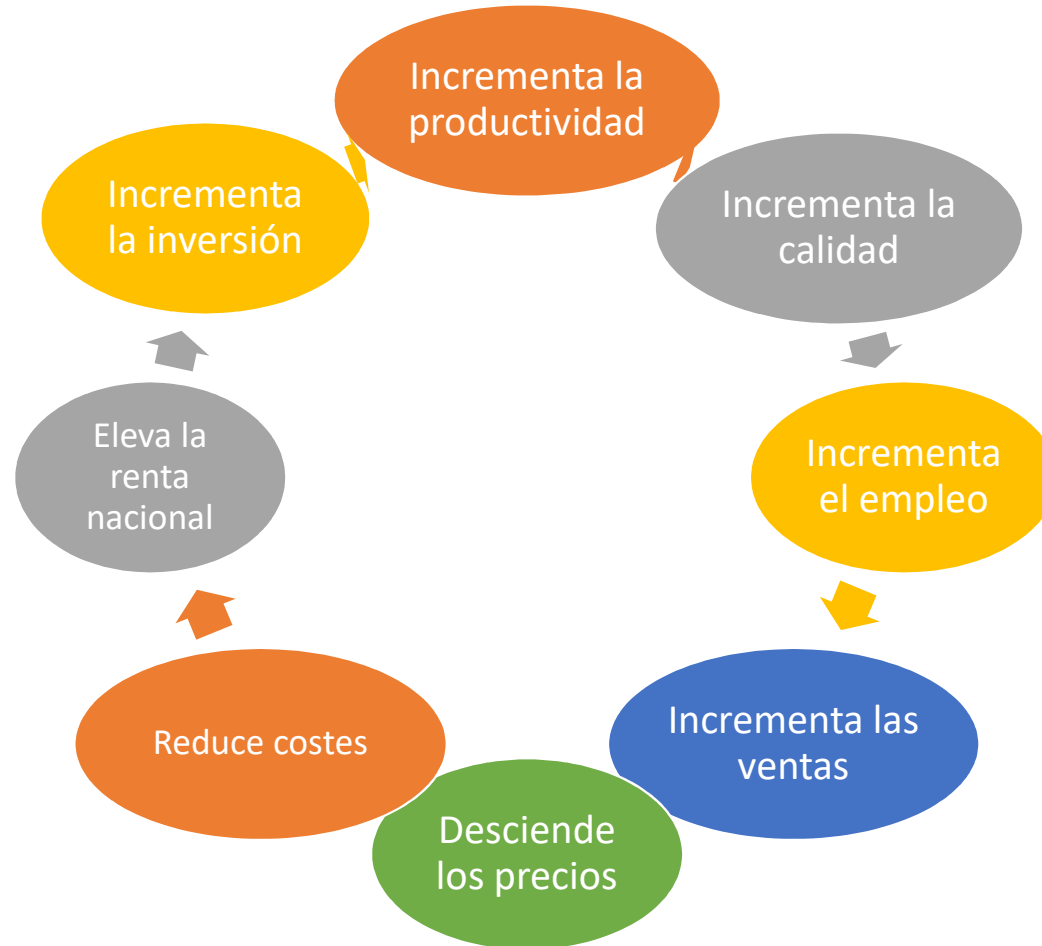 Incrementa la
productividad
Incrementa la
calidad
Incrementa
el empleo
Incrementa las
ventas
Desciende
los precios
Reduce costes
Eleva la
renta
nacional
Incrementa
la inversión